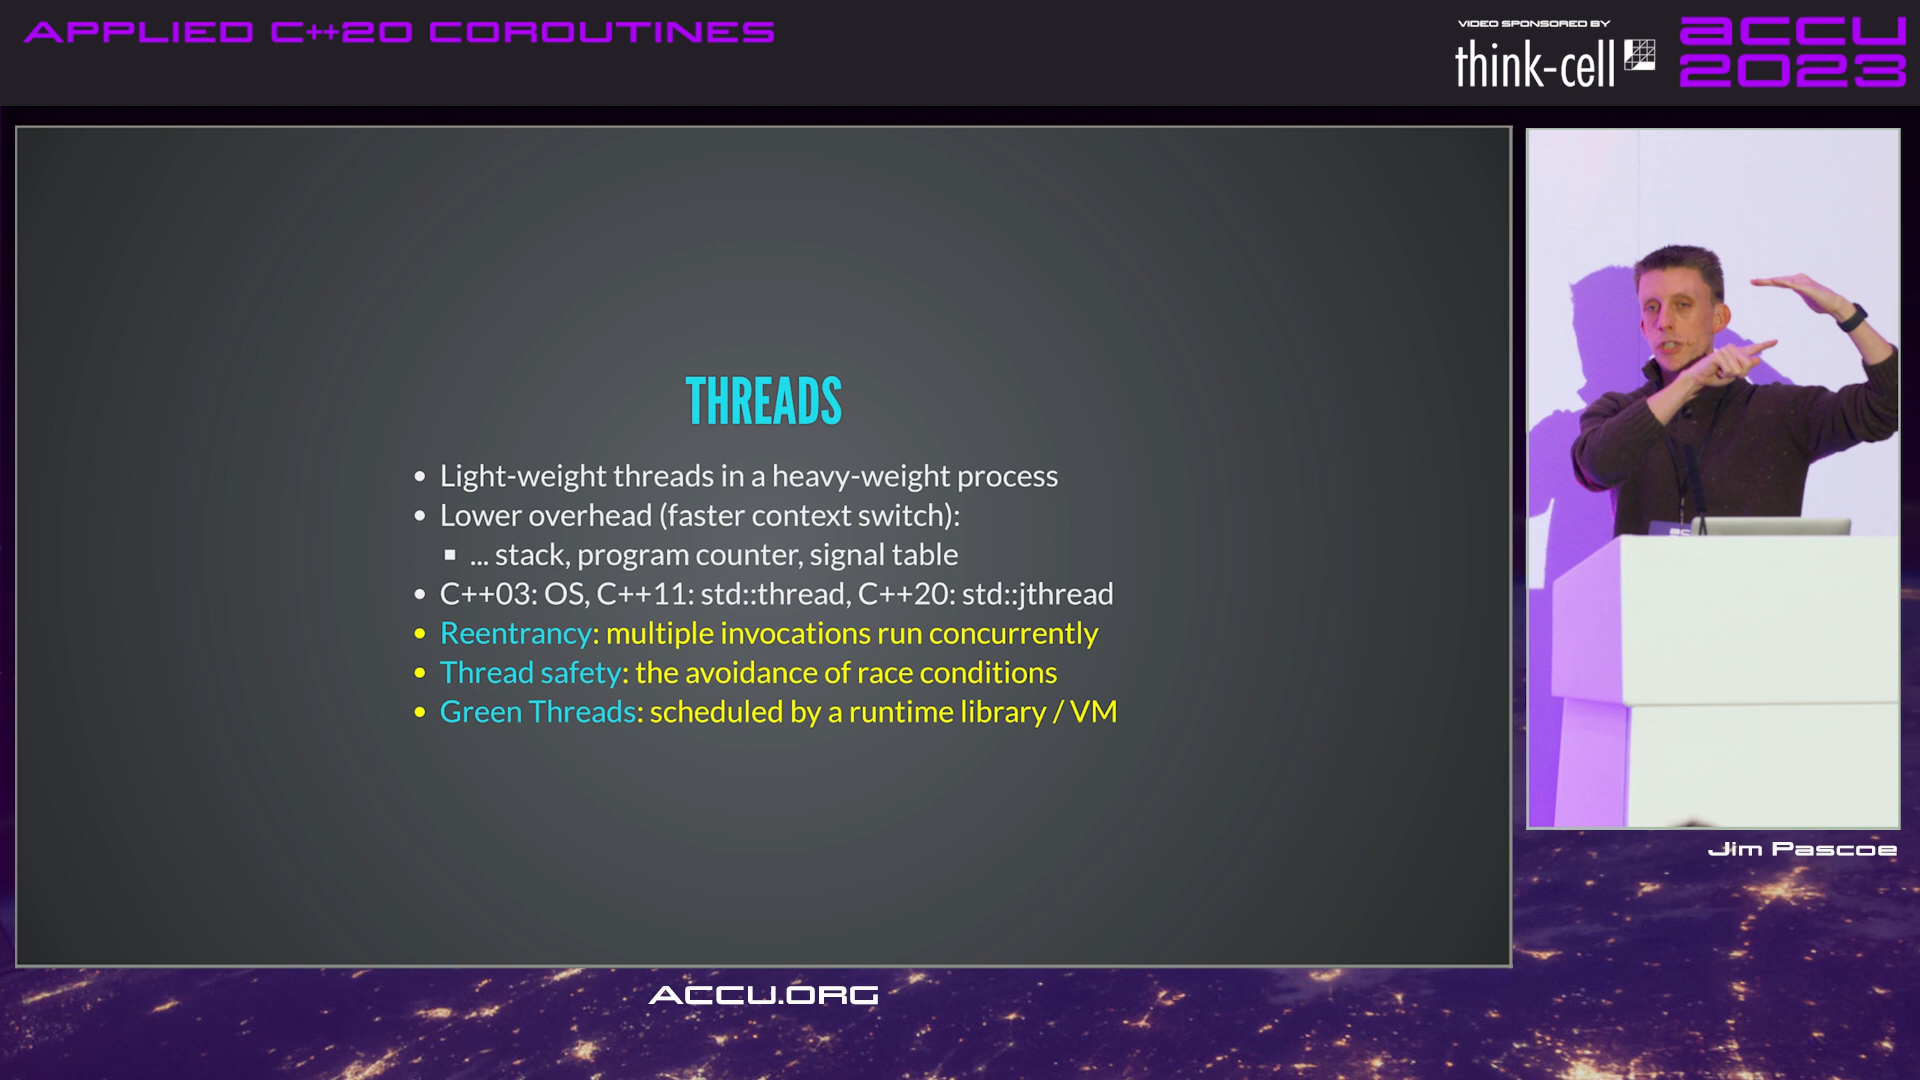 APPLIED C++20 COROUTINES
VIDEO SPONSORED BY
think-cell
accu
2023
THREADS
• Light-weight threads in a heavy-weight process
• Lower overhead (faster context switch):
▪ ... stack, program counter, signal table
• C++03: OS, C++11: std::thread, C++20: std::jthread
• Reentrancy: multiple invocations run concurrently
• Thread safety: the avoidance of race conditions
• Green Threads: scheduled by a runtime library / VM
Jim Pascoe
ACCU.ORG